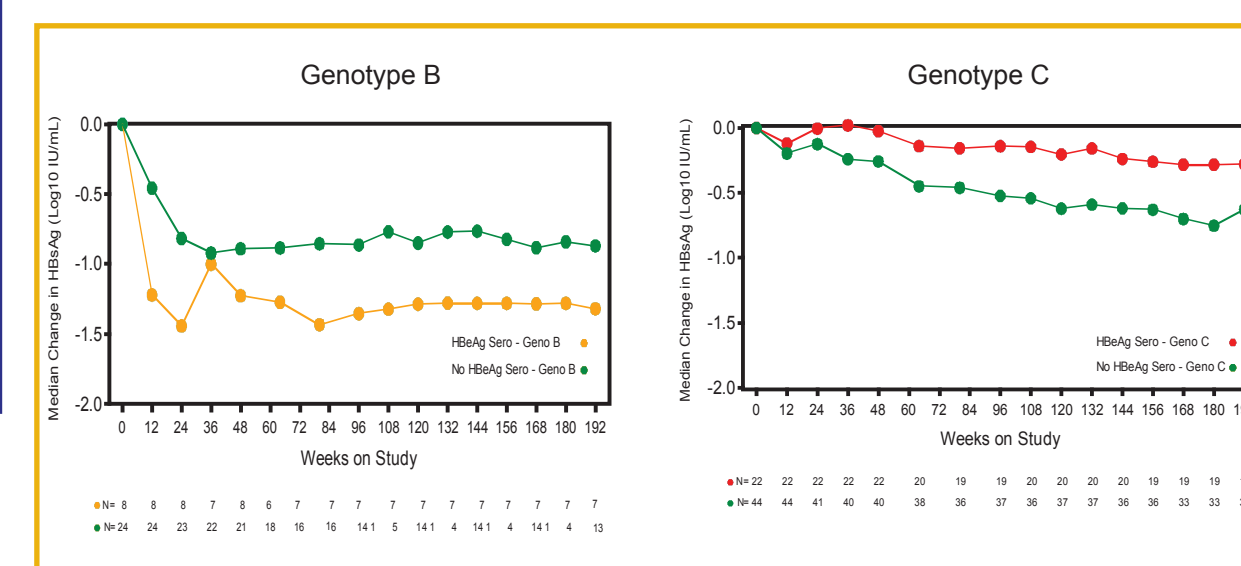 Genotype B
Median Change in HBsAg (Log10 IU/mL)
0.0
-0.5
-1.0
-1.5
-2.0
HBeAg Sero - Geno B
No HBeAg Sero - Geno B
0 12 24 36 48 60 72 84 96 108 120 132 144 156 168 180 192
Weeks on Study
N= 8 8 8 7 8 6 7 7 7 7 7 7 7 7 7 7
N= 24 24 23 22 21 18 16 16 14 1 5 14 1 4 14 1 4 14 1 4 13
Genotype C
Median Change in HBsAg (Log10 IU/mL)
0.0
-0.5
-1.0
-1.5
-2.0
HBeAg Sero - Geno C
No HBeAg Sero - Geno C
0 12 24 36 48 60 72 84 96 108 120 132 144 156 168 180
Weeks on Study
N= 22 22 22 22 22 20 19 19 20 20 20 20 19 19 19
N= 44 44 41 40 40 38 36 37 36 37 37 36 36 33 33